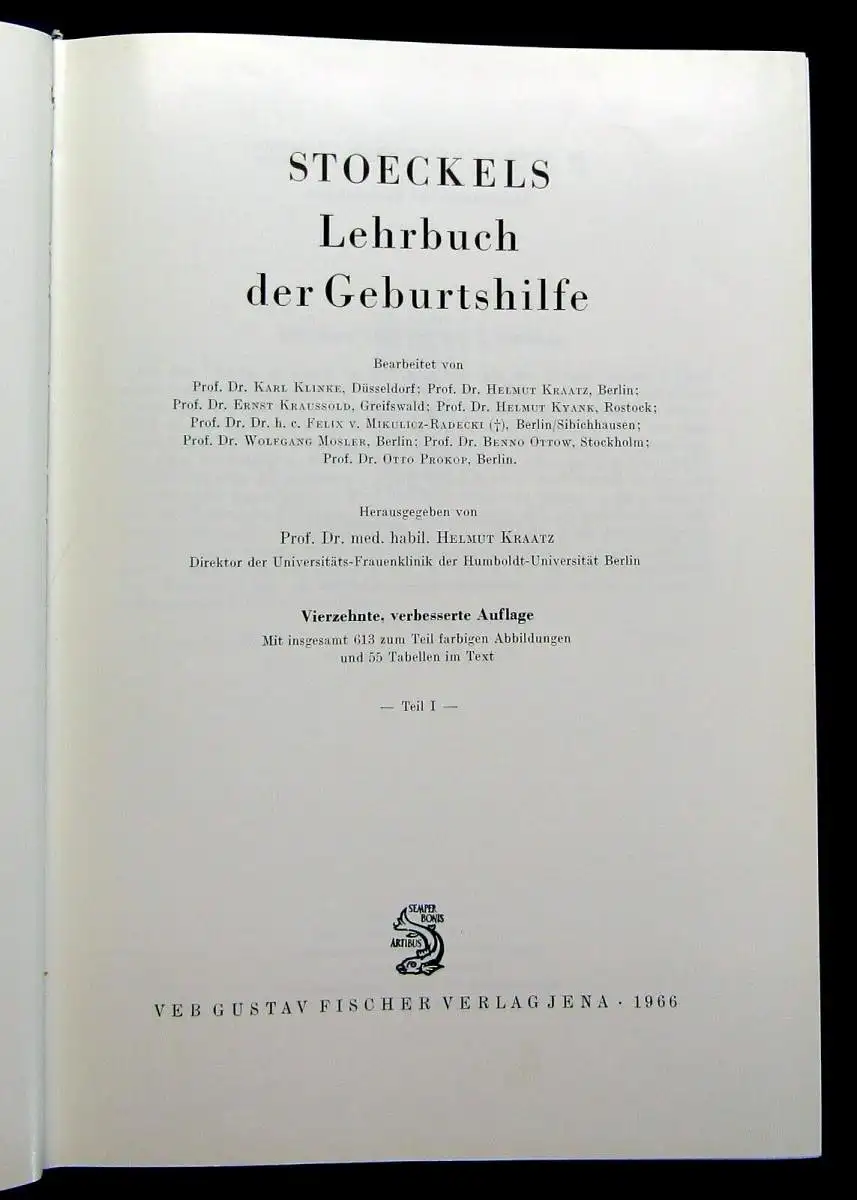 STOECKELS
Lehrbuch
der Geburtshilfe
Bearbeitet von
Prof. Dr. KARL KLINKE, Düsseldorf; Prof. Dr. HELMUT KRAATZ, Berlin;
Prof. Dr. ERNST KRAUSSOLD, Greifswald; Prof. Dr. HELMUT KYANK, Rostock;
Prof. Dr. Dr. h. c. FELIX V. MIKULICZ-RADECKI (†), Berlin/Sibichhausen;
Prof. Dr. WOLFGANG MOSLER, Berlin; Prof. Dr. BENNO OTTOW, Stockholm;
Prof. Dr. OTTO PROKOP, Berlin.
Herausgegeben von
Prof. Dr. med. habil. HELMUT KRAATZ
Direktor der Universitäts-Frauenklinik der Humboldt-Universität Berlin
Vierzehnte, verbesserte Auflage
Mit insgesamt 613 zum Teil farbigen Abbildungen
und 55 Tabellen im Text
— Teil I —
SEMPER
BONIS
ARTIBUS
VEB GUSTAV FISCHER VERLAG JENA · 1966